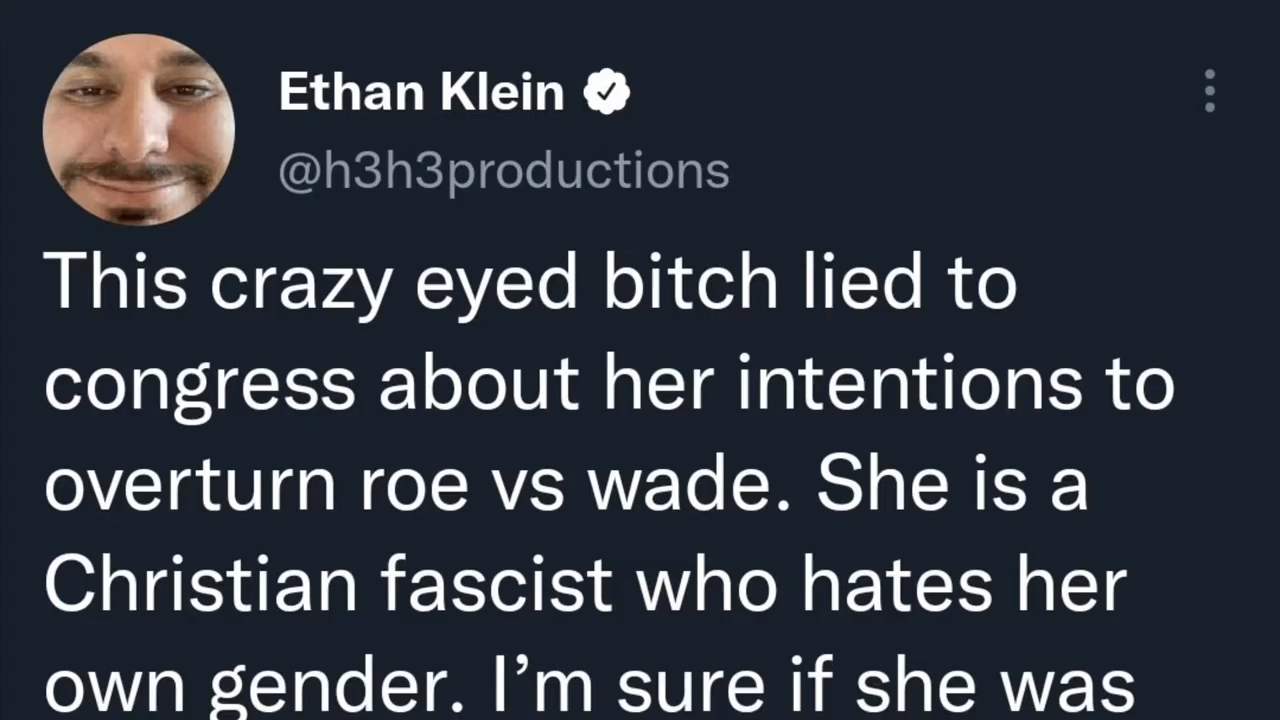 Ethan Klein
@h3h3productions
This crazy eyed bitch lied to
congress about her intentions to
overturn roe vs wade. She is a
Christian fascist who hates her
own gender. I’m sure if she was